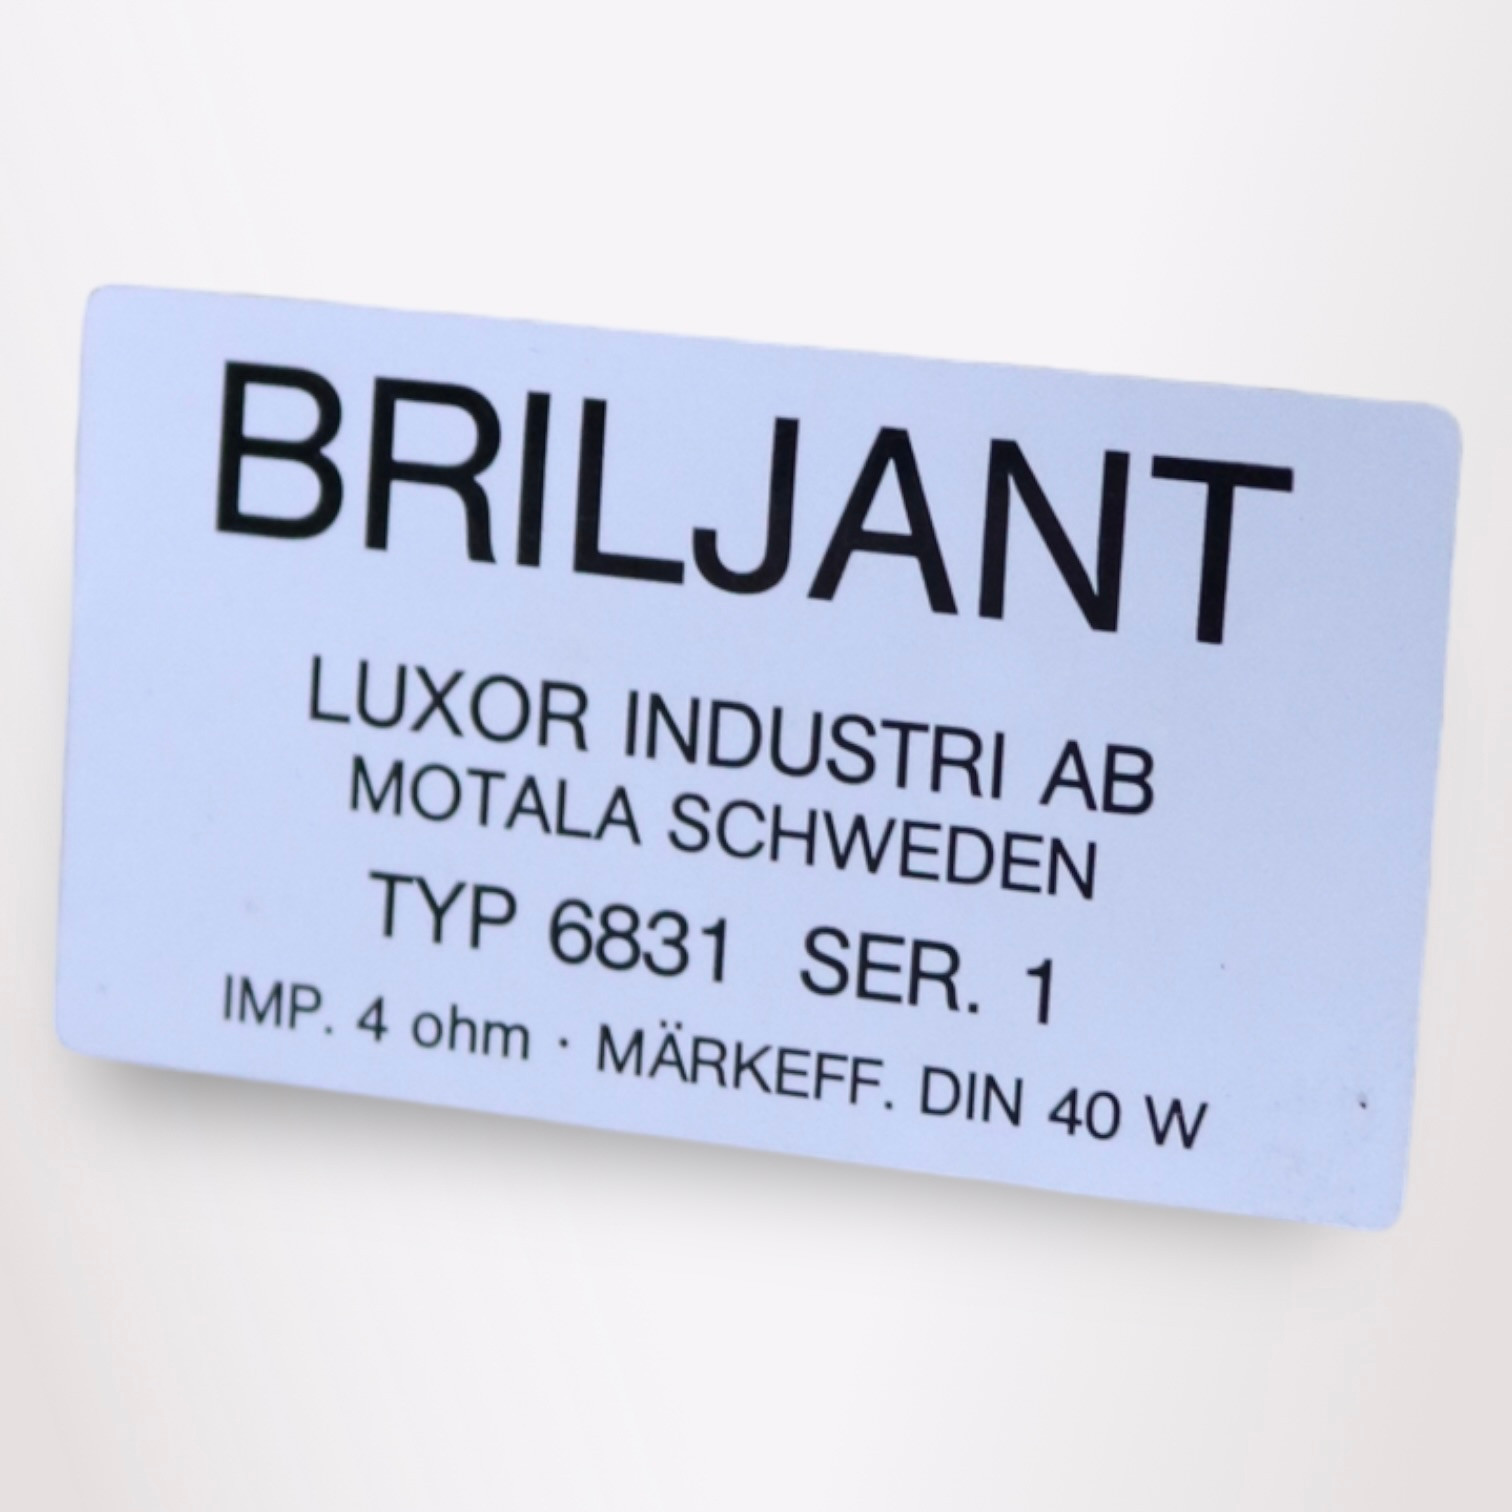 BRILJANT
LUXOR INDUSTRI AB
MOTALA SCHWEDEN
TYP 6831 SER. 1
IMP. 4 ohm · MÄRKEFF. DIN 40 W